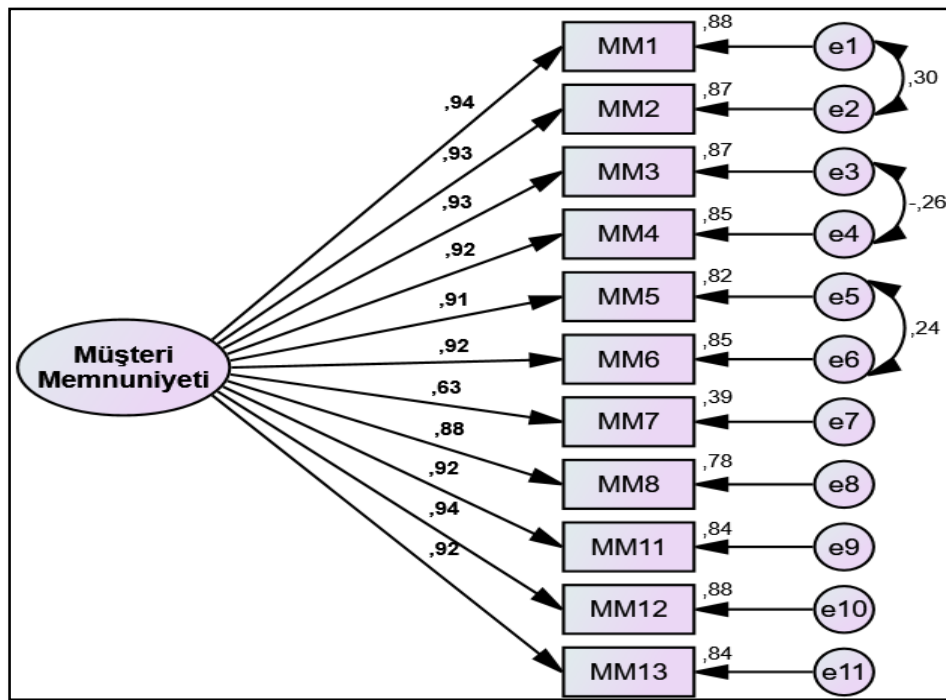 ,88
MM1
e1
,30
,94
,87
MM2
e2
,93
,87
MM3
e3
-,26
,93
,85
MM4
e4
,92
,82
MM5
e5
,24
,91
Müşteri
Memnuniyeti
,92
,85
MM6
e6
,63
,39
MM7
e7
,88
,78
MM8
e8
,92
,84
MM11
e9
,94
,88
MM12
e10
,92
,84
MM13
e11